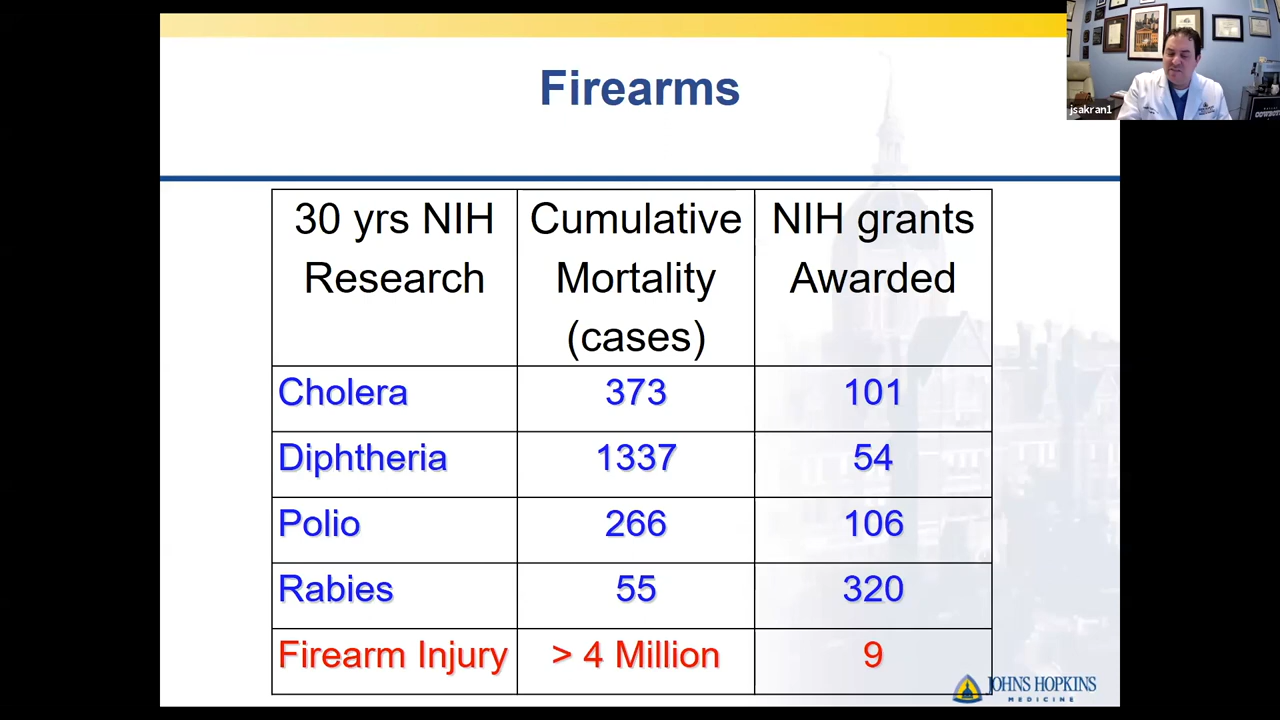 Firearms
jsakran1
30 yrs NIH Research
Cumulative Mortality (cases)
NIH grants Awarded
Cholera 373 101
Diphtheria 1337 54
Polio 266 106
Rabies 55 320
Firearm Injury > 4 Million 9
JOHNS HOPKINS
MEDICINE